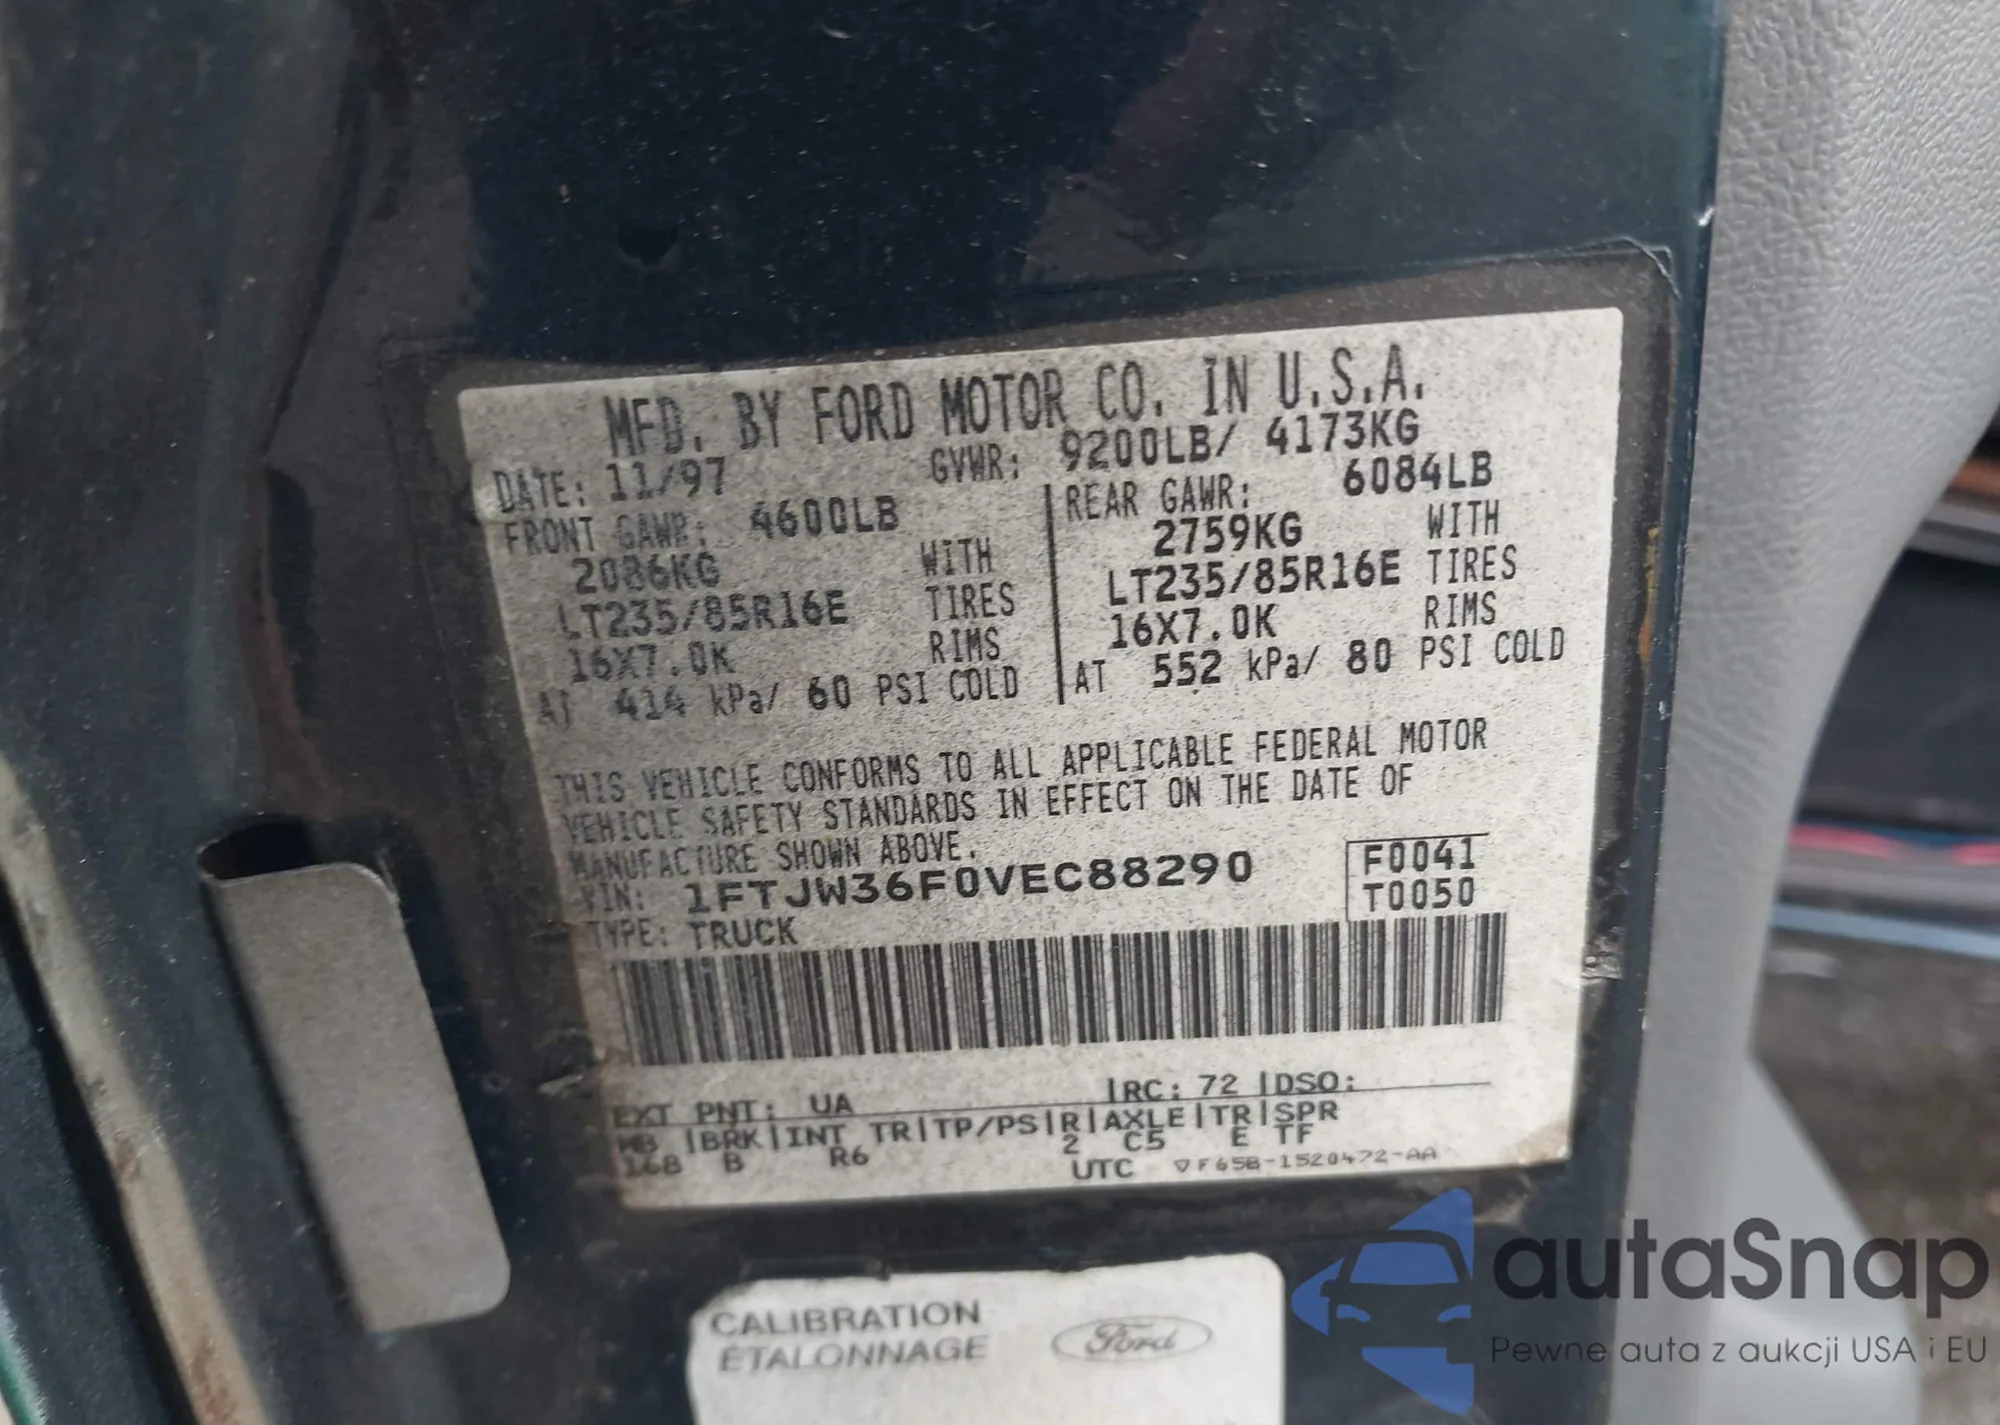 MFD. BY FORD MOTOR CO. IN U.S.A.
DATE: 11/97 GVWR: 9200LB/ 4173KG
FRONT GAWR: 4600LB
2086KG WITH
LT235/85R16E TIRES
16X7.0K RIMS
AT 414 kPa/ 60 PSI COLD
REAR GAWR: 6084LB
2759KG WITH
LT235/85R16E TIRES
16X7.0K RIMS
AT 552 kPa/ 80 PSI COLD
THIS VEHICLE CONFORMS TO ALL APPLICABLE FEDERAL MOTOR
VEHICLE SAFETY STANDARDS IN EFFECT ON THE DATE OF
MANUFACTURE SHOWN ABOVE.
VIN: 1FTJW36F0VEC88290
F0041
T0050
TYPE: TRUCK
EXT PNT: UA |RC: 72 |DSO:
WB |BRK|INT TR|TP/PS|R|AXLE|TR|SPR
168 B R6 2 C5 E TF
UTC ▽F65B-1520472-AA
CALIBRATION
ÉTALONNAGE
Ford
autaSnap
Pewne auta z aukcji USA i EU